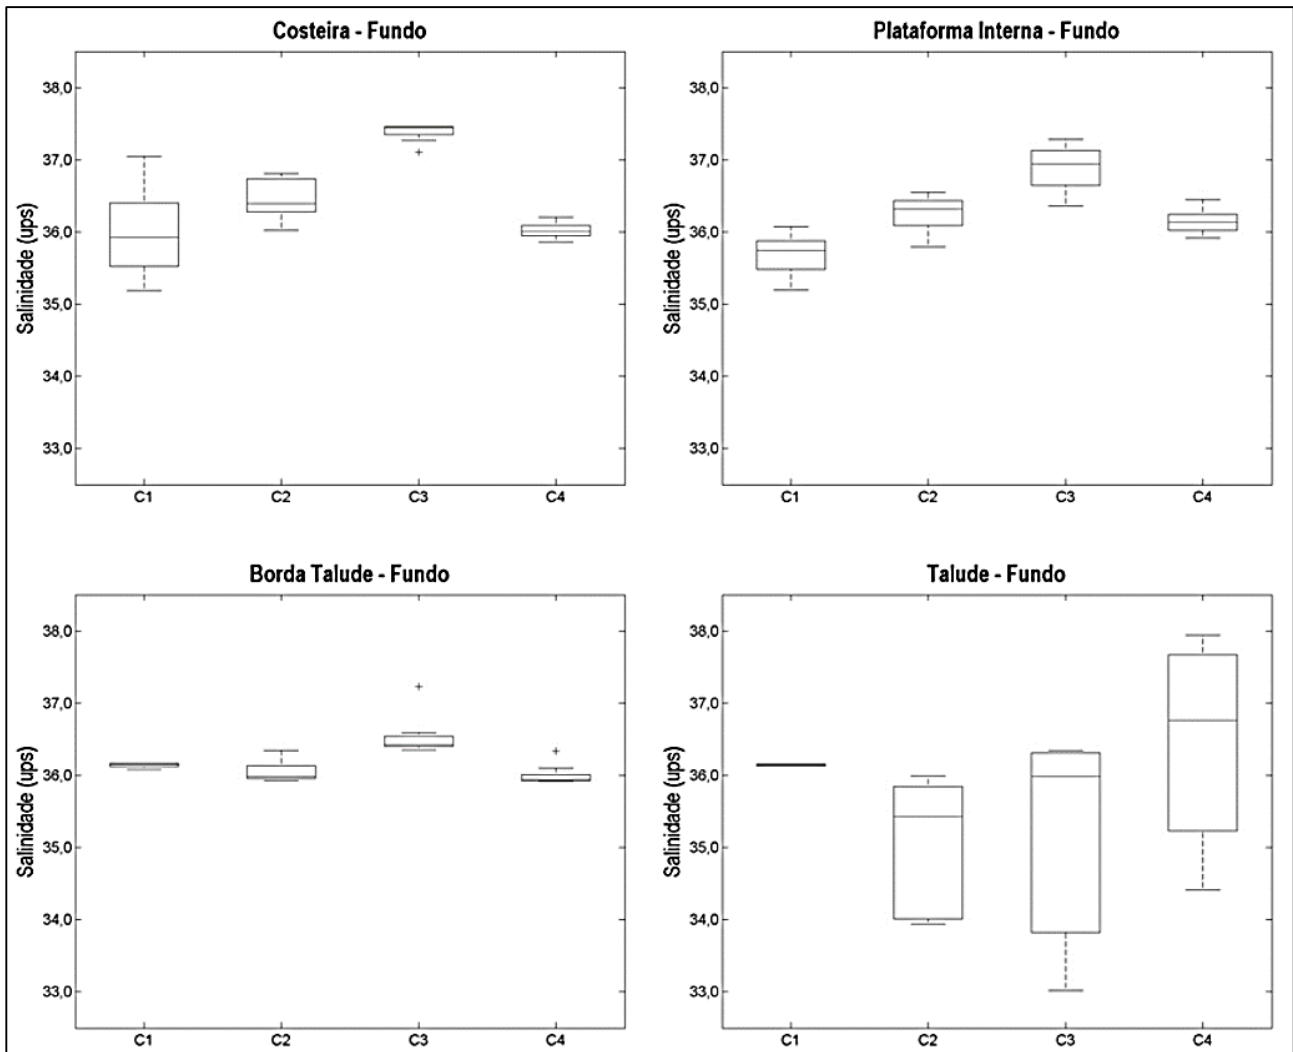 Costeira - Fundo
38,0
37,0
36,0
35,0
34,0
33,0
Salinidade (ups)
C1 C2 C3 C4
Plataforma Interna - Fundo
38,0
37,0
36,0
35,0
34,0
33,0
Salinidade (ups)
C1 C2 C3 C4
Borda Talude - Fundo
38,0
37,0
36,0
35,0
34,0
33,0
Salinidade (ups)
C1 C2 C3 C4
Talude - Fundo
38,0
37,0
36,0
35,0
34,0
33,0
Salinidade (ups)
C1 C2 C3 C4